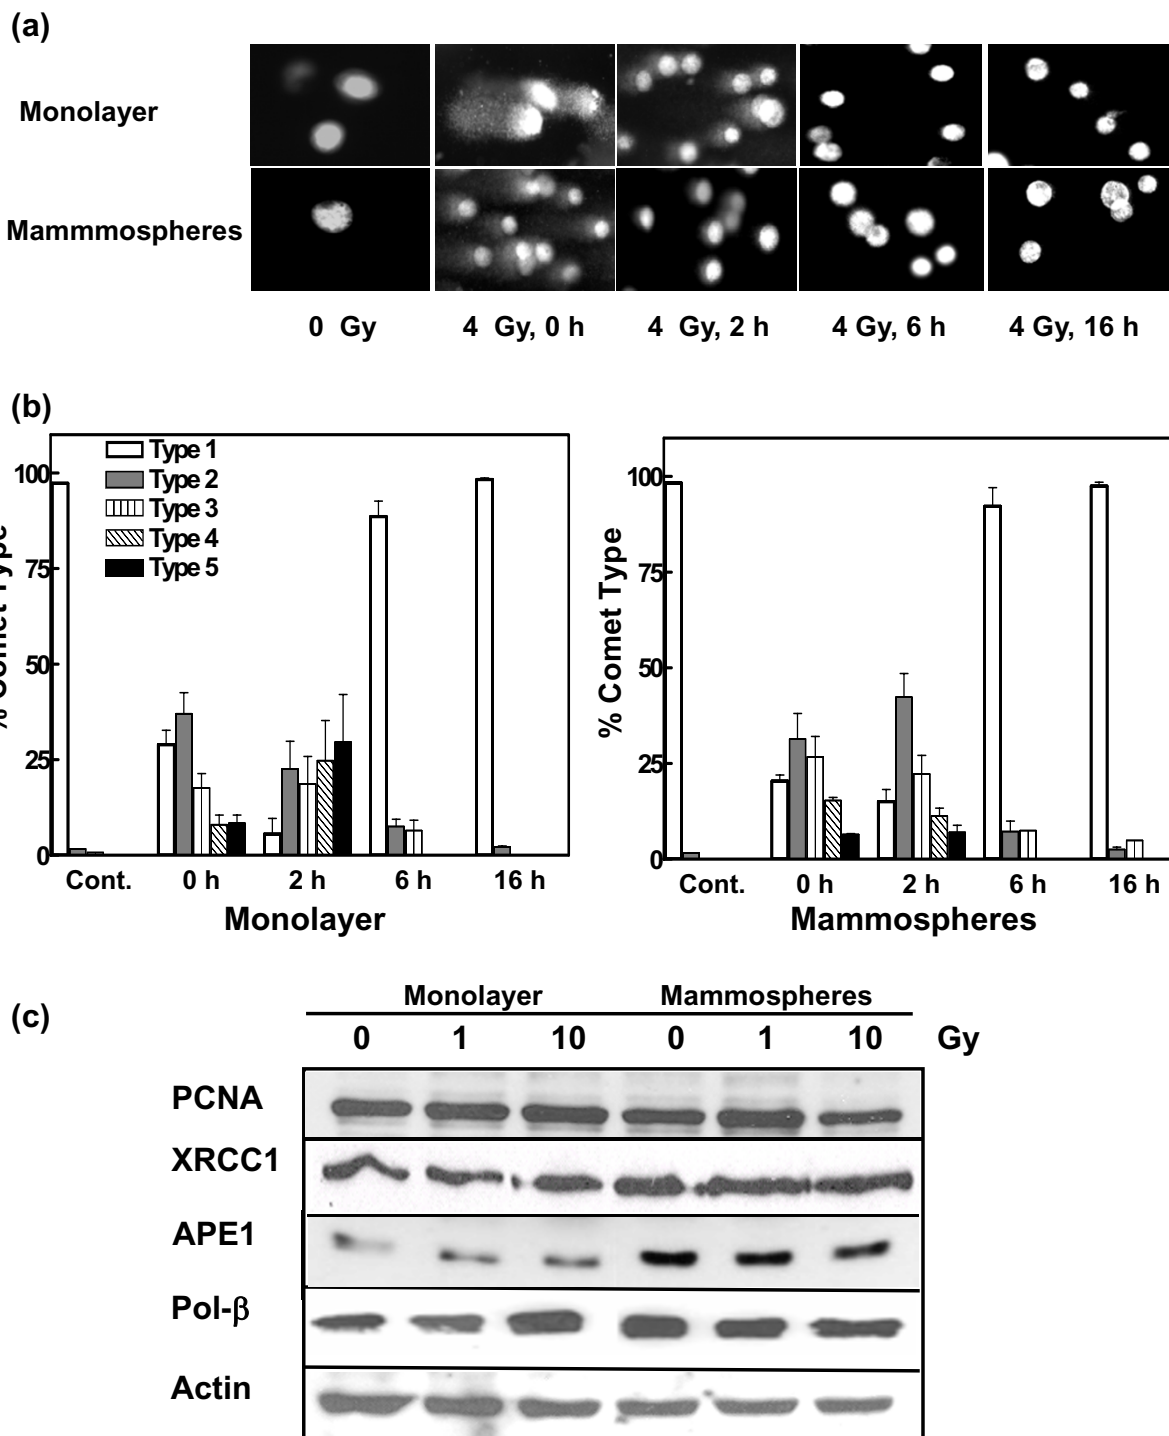 (a)
Monolayer
Mammmospheres
0 Gy
4 Gy, 0 h
4 Gy, 2 h
4 Gy, 6 h
4 Gy, 16 h
(b)
% Comet Type
100
75
50
25
0
Type 1
Type 2
Type 3
Type 4
Type 5
Cont.
0 h
2 h
6 h
16 h
Monolayer
% Comet Type
100
75
50
25
0
Cont.
0 h
2 h
6 h
16 h
Mammospheres
(c)
Monolayer
Mammospheres
0 1 10 0 1 10 Gy
PCNA
XRCC1
APE1
Pol-β
Actin